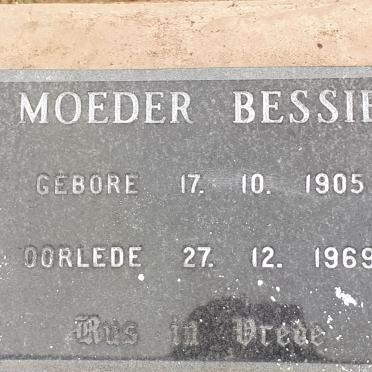 MOEDER BESSIE
GEBORE 17. 10. 1905
OORLEDE 27. 12. 1969
Rus in Vrede